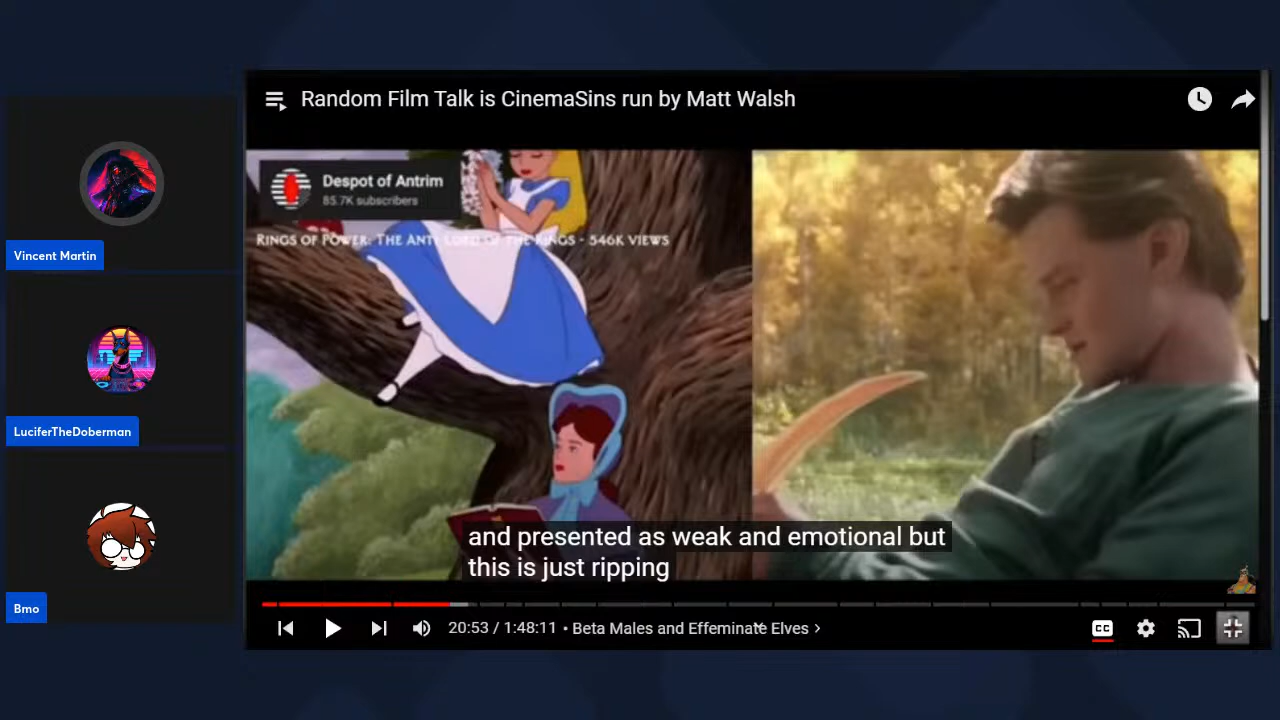 Random Film Talk is CinemaSins run by Matt Walsh
Despot of Antrim
85.7K subscribers
RINGS OF POWER: THE ANTI-LORD OF THE RINGS - 546K VIEWS
Vincent Martin
LuciferTheDoberman
Bmo
and presented as weak and emotional but
this is just ripping
20:53 / 1:48:11 • Beta Males and Effeminate Elves >
CC